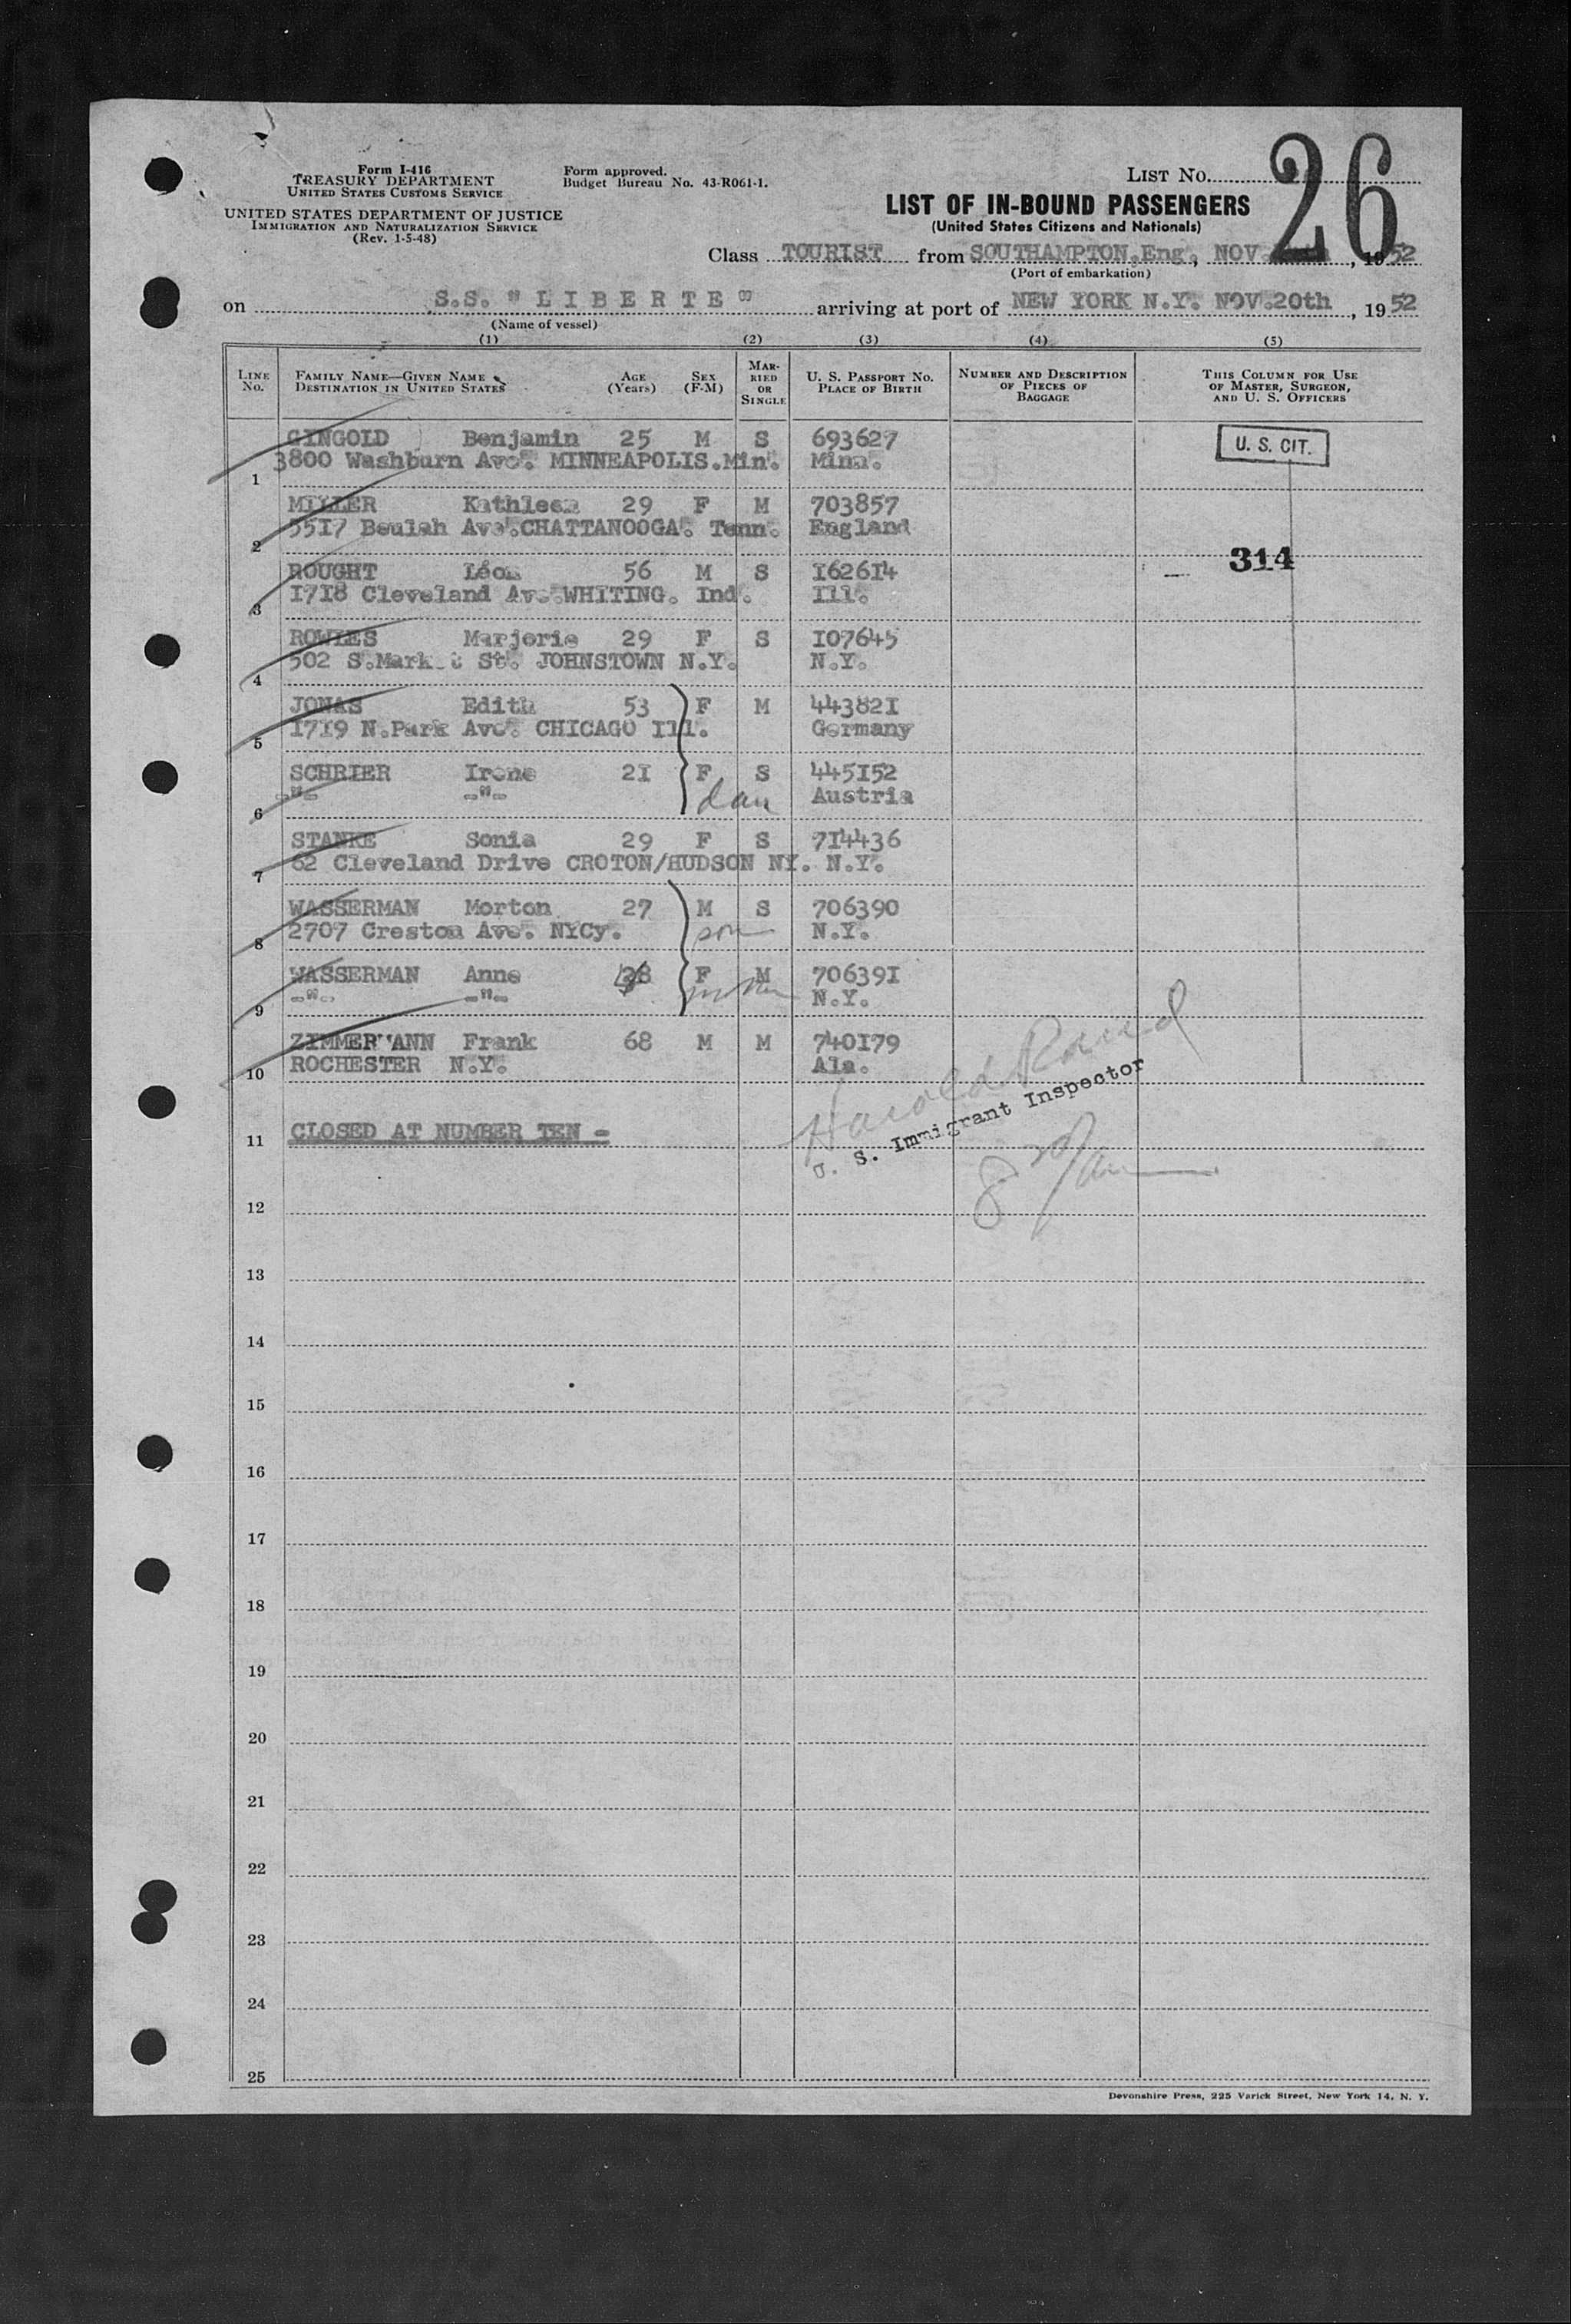 Form I-416
TREASURY DEPARTMENT
UNITED STATES CUSTOMS SERVICE
UNITED STATES DEPARTMENT OF JUSTICE
IMMIGRATION AND NATURALIZATION SERVICE
(Rev. 1-5-48)
Form approved.
Budget Bureau No. 43-R061-1.
LIST No. 26
LIST OF IN-BOUND PASSENGERS
(United States Citizens and Nationals)
Class TOURIST from SOUTHAMPTON.Eng., NOV. , 1952
(Port of embarkation)
on S.S. "LIBERTE" arriving at port of NEW YORK N.Y. NOV.20th , 1952
(Name of vessel)
(1) (2) (3) (4) (5)
LINE No. FAMILY NAME—GIVEN NAME DESTINATION IN UNITED STATES AGE (Years) SEX (F-M) MARRIED OR SINGLE U. S. PASSPORT NO. PLACE OF BIRTH NUMBER AND DESCRIPTION OF PIECES OF BAGGAGE THIS COLUMN FOR USE OF MASTER, SURGEON, AND U. S. OFFICERS
GINGOLD Benjamin 25 M S 693627 U. S. CIT.
1 3800 Washburn Ave. MINNEAPOLIS.Min. Minn.
MILLER Kathleen 29 F M 703857
2 5517 Beulah Ave.CHATTANOOGA. Tenn. England
314
ROUGHT Léon 56 M S 162614
3 1718 Cleveland Av. WHITING. Ind. Ill.
ROWLES Marjorie 29 F S 107645
4 502 S.Market St. JOHNSTOWN N.Y. N.Y.
JONAS Edith 53 F M 443821
5 1719 N.Park Ave. CHICAGO Ill. Germany
SCHRIER Irene 21 F S 445152
6 -"- -"- dau Austria
STANKE Sonia 29 F S 714436
7 62 Cleveland Drive CROTON/HUDSON NY. N.Y.
WASSERMAN Morton 27 M S 706390
8 2707 Creston Ave. NYCy. son N.Y.
WASSERMAN Anne F M 706391
9 -"- -"- mother N.Y.
ZIMMERMANN Frank 68 M M 740179
10 ROCHESTER N.Y. Ala.
11 CLOSED AT NUMBER TEN -
Harold
U. S. Immigrant Inspector
12
13
14
15
16
17
18
19
20
21
22
23
24
25
Devonshire Press, 225 Varick Street, New York 14, N. Y.